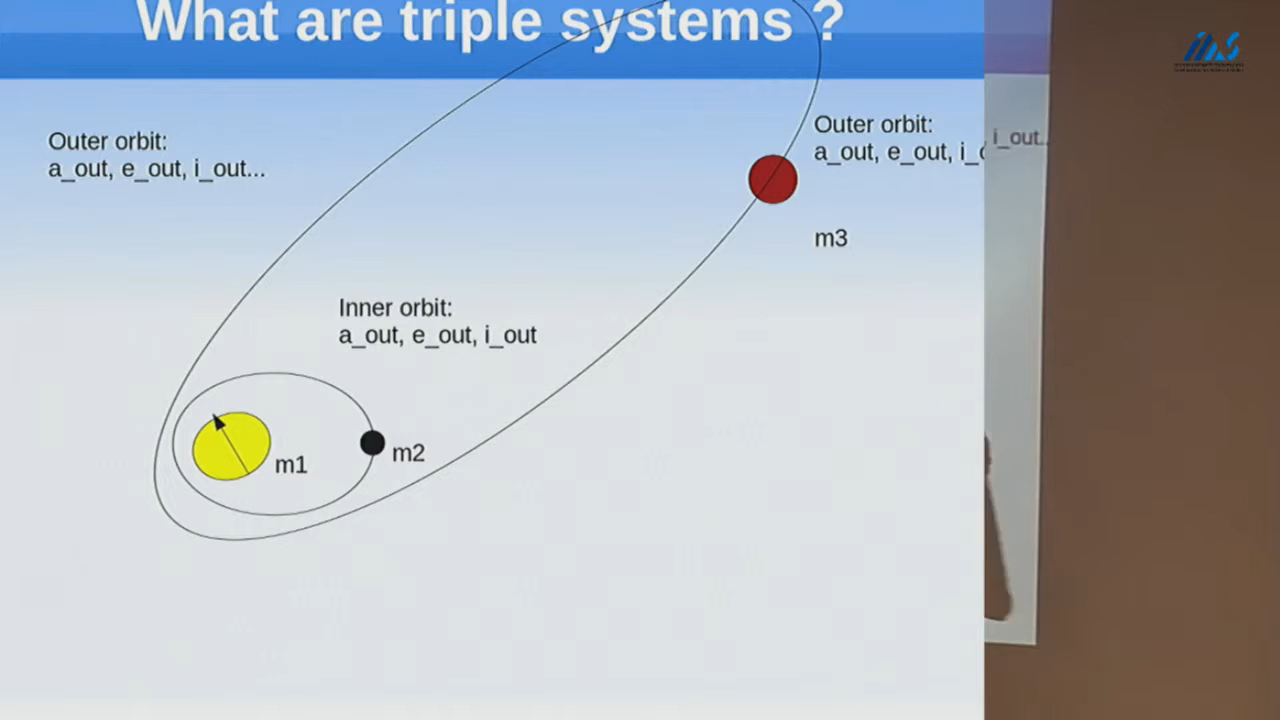 What are triple systems ?
Outer orbit:
a_out, e_out, i_out...
Outer orbit:
a_out, e_out,
i_out..
m3
Inner orbit:
a_out, e_out, i_out
m1
m2